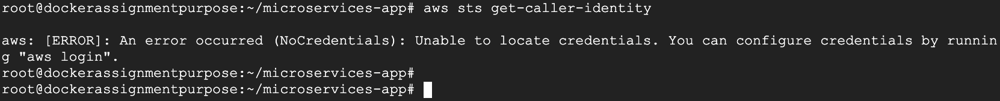 root@dockerassignmentpurpose:~/microservices-app# aws sts get-caller-identity
aws: [ERROR]: An error occurred (NoCredentials): Unable to locate credentials. You can configure credentials by runnin
g "aws login".
root@dockerassignmentpurpose:~/microservices-app#
root@dockerassignmentpurpose:~/microservices-app#